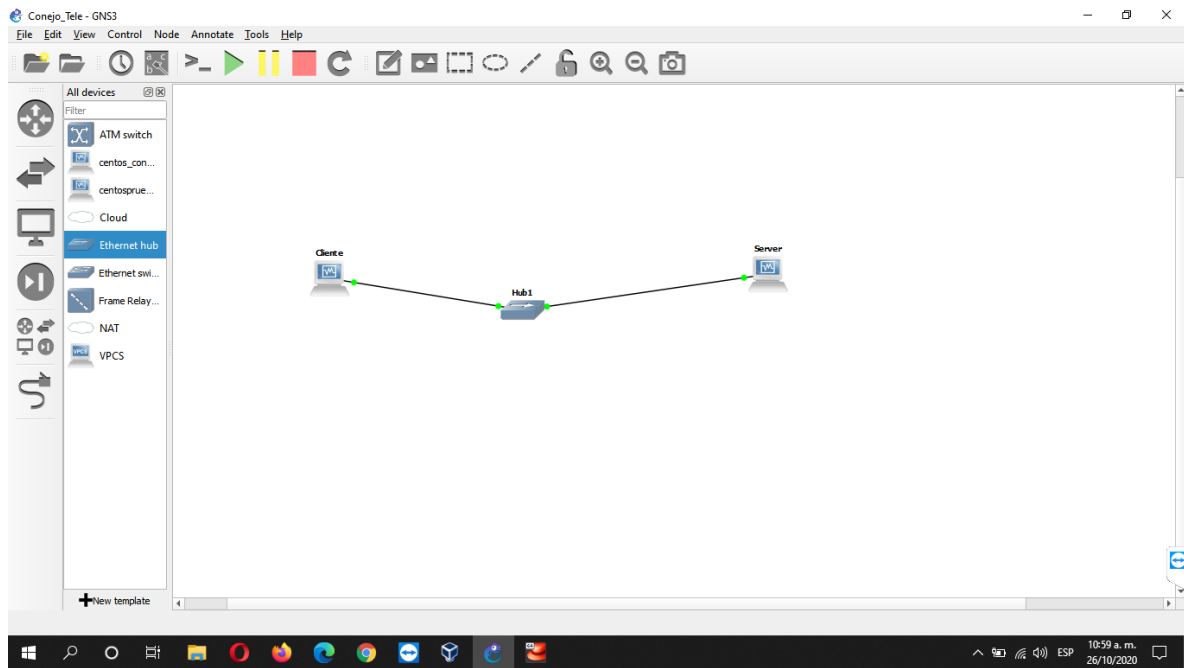 Conejo_Tele - GNS3
File Edit View Control Node Annotate Tools Help
All devices
Filter
ATM switch
centos_con...
centosprue...
Cloud
Ethernet hub
Ethernet swi...
Frame Relay...
NAT
VPCS
New template
Cliente
Hub1
Server
ESP
10:59 a. m.
26/10/2020